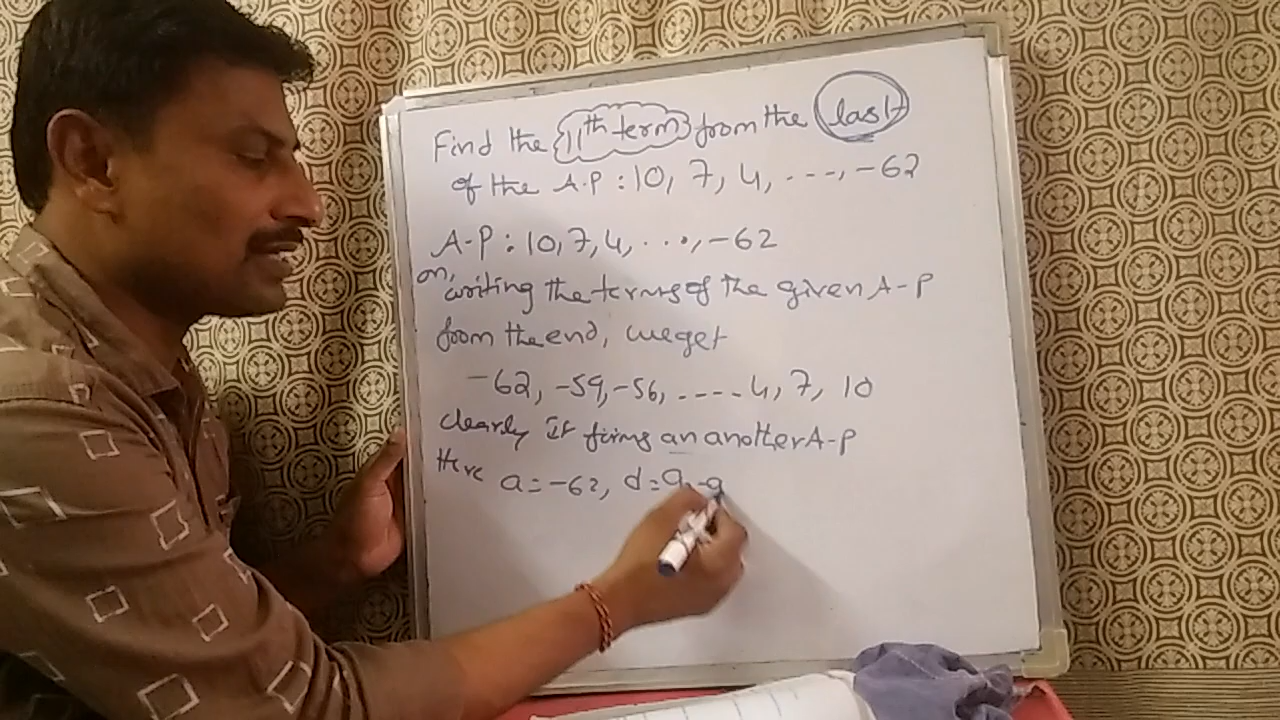 Find the 11th term from the last
of the A.P : 10, 7, 4, ---, -62
A-P : 10, 7, 4, ..., -62
on, writing the terms of the given A-P
from the end, we get
-62, -59, -56, ---- 4, 7, 10
clearly It forms an another A-P
Here a = -62, d = a₂ - a